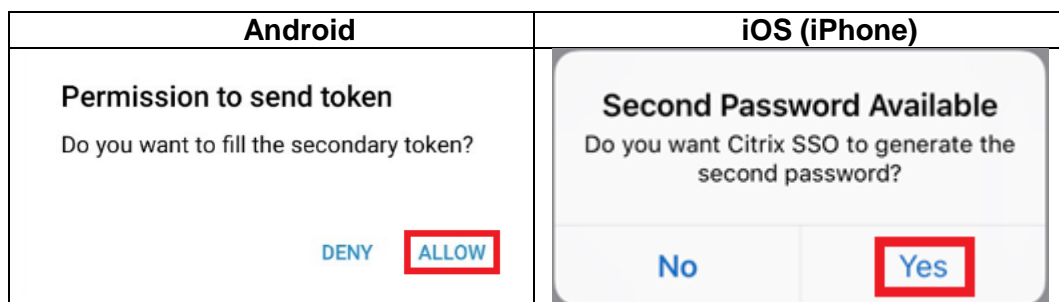 Android
iOS (iPhone)
Permission to send token
Do you want to fill the secondary token?
DENY
ALLOW
Second Password Available
Do you want Citrix SSO to generate the
second password?
No
Yes